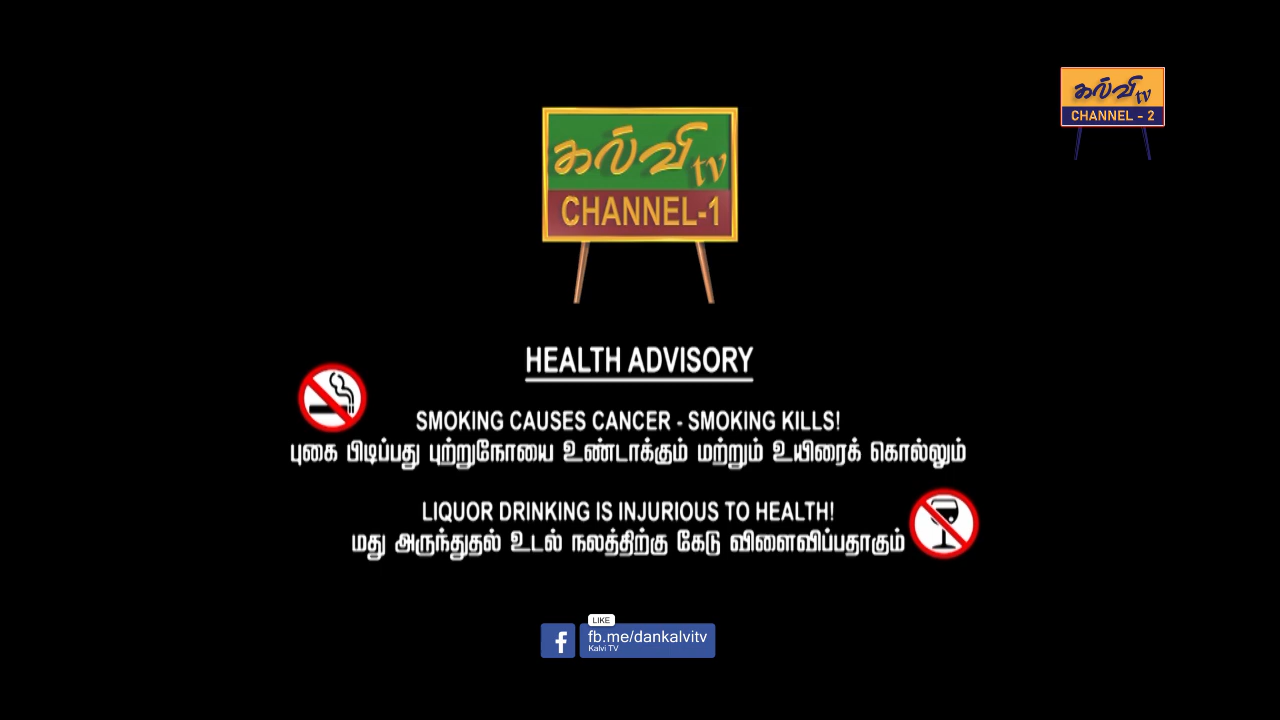 கல்வி tv
CHANNEL - 2
கல்வி tv
CHANNEL-1
HEALTH ADVISORY
SMOKING CAUSES CANCER - SMOKING KILLS!
புகை பிடிப்பது புற்றுநோயை உண்டாக்கும் மற்றும் உயிரைக் கொல்லும்
LIQUOR DRINKING IS INJURIOUS TO HEALTH!
மது அருந்துதல் உடல் நலத்திற்கு கேடு விளைவிப்பதாகும்
LIKE
fb.me/dankalvitv
Kalvi TV